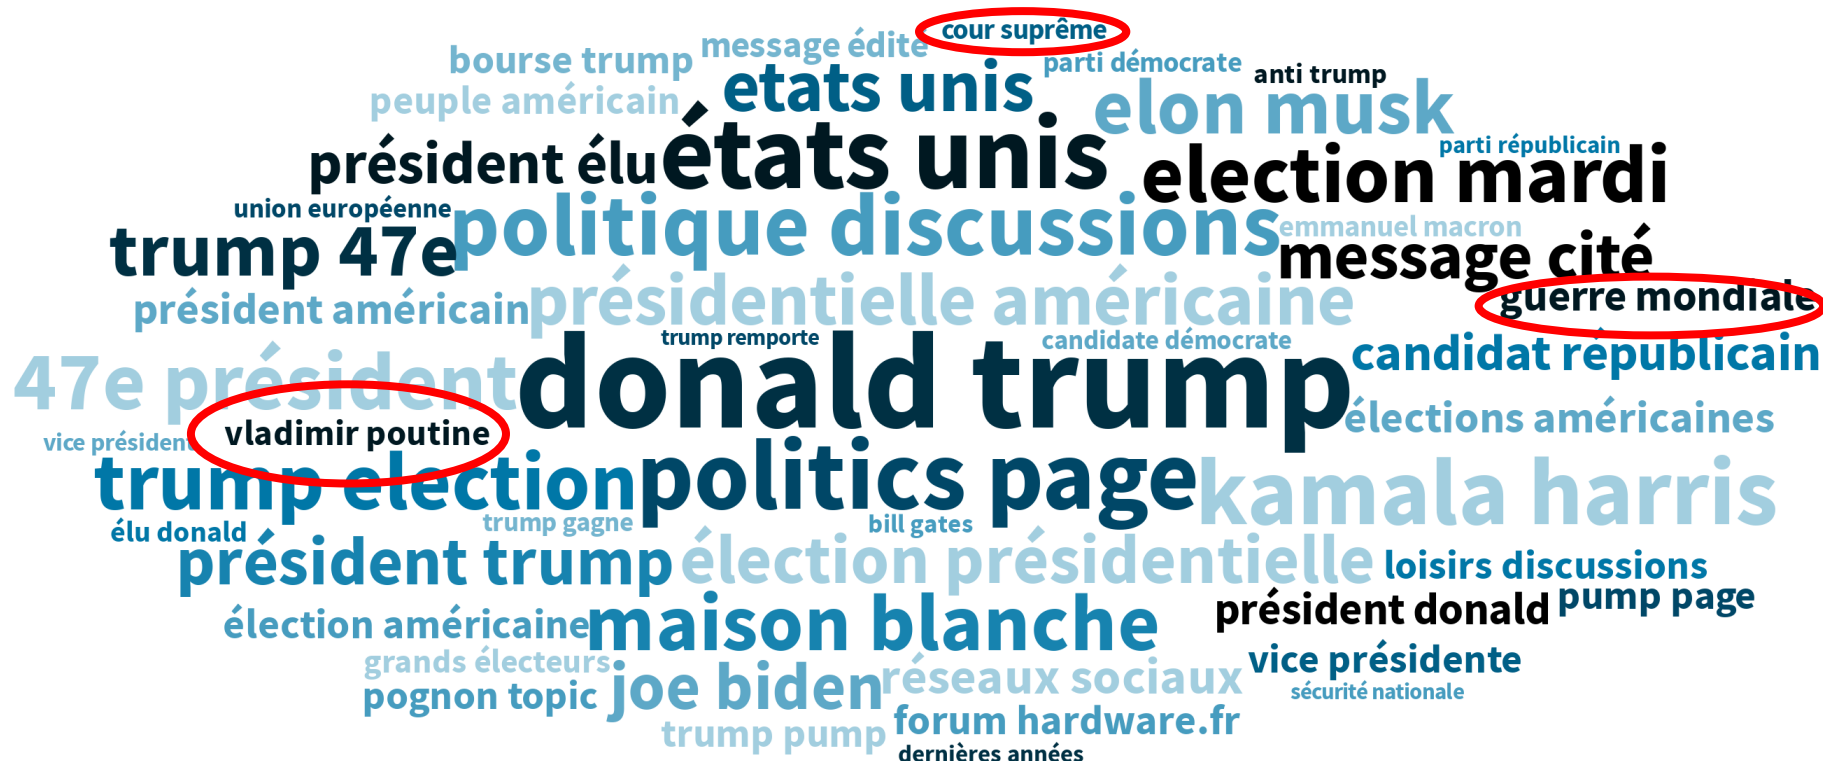 cour suprême
message édité
bourse trump
parti démocrate
anti trump
etats unis
peuple américain
elon musk
états unis
parti républicain
président élu
election mardi
union européenne
politique discussions
emmanuel macron
trump 47e
message cité
guerre mondiale
président américain
présidentielle américaine
trump remporte
candidate démocrate
candidat républicain
47e président
donald trump
élections américaines
vladimir poutine
vice président
trump election
politics page
kamala harris
élu donald
trump gagne
bill gates
président trump
élection présidentielle
loisirs discussions
pump page
président donald
élection américaine
maison blanche
grands électeurs
vice présidente
réseaux sociaux
sécurité nationale
pognon topic
joe biden
forum hardware.fr
trump pump
dernières années